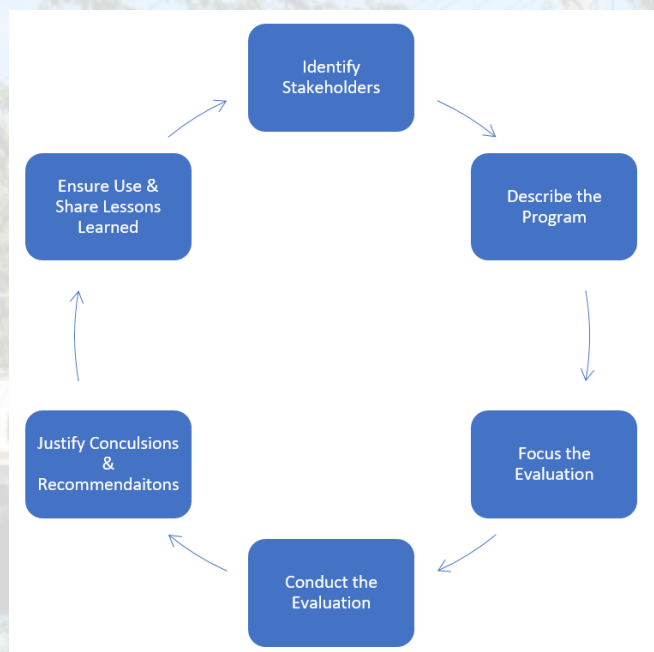 Identify
Stakeholders
Describe the
Program
Focus the
Evaluation
Conduct the
Evaluation
Justify Conculsions
&
Recommendaitons
Ensure Use &
Share Lessons
Learned